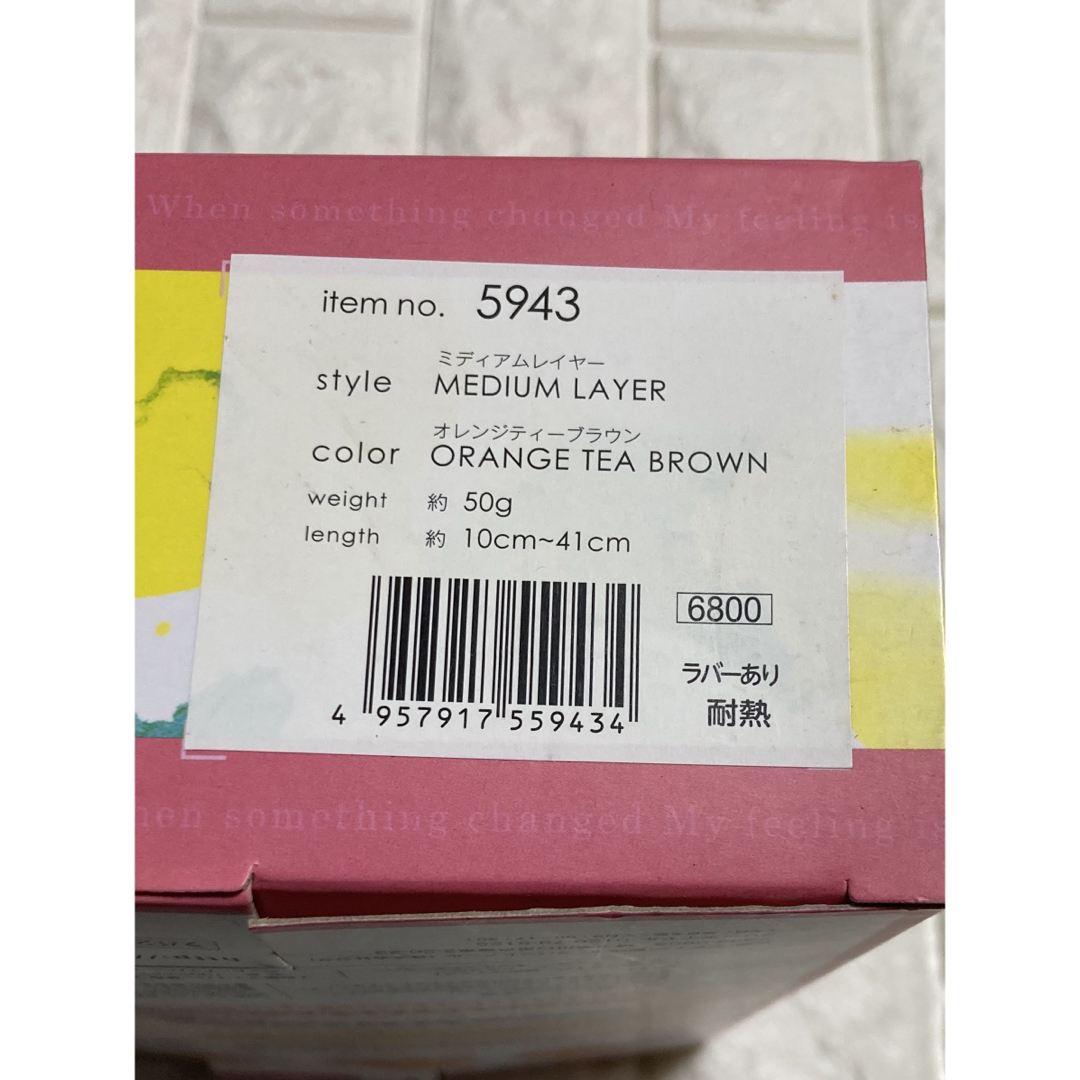 When something changed My feeling is
item no. 5943
ミディアムレイヤー
style MEDIUM LAYER
オレンジティーブラウン
color ORANGE TEA BROWN
weight 約 50g
length 約 10cm~41cm
6800
ラバーあり
耐熱
4 957917 559434
something changed My feeling is